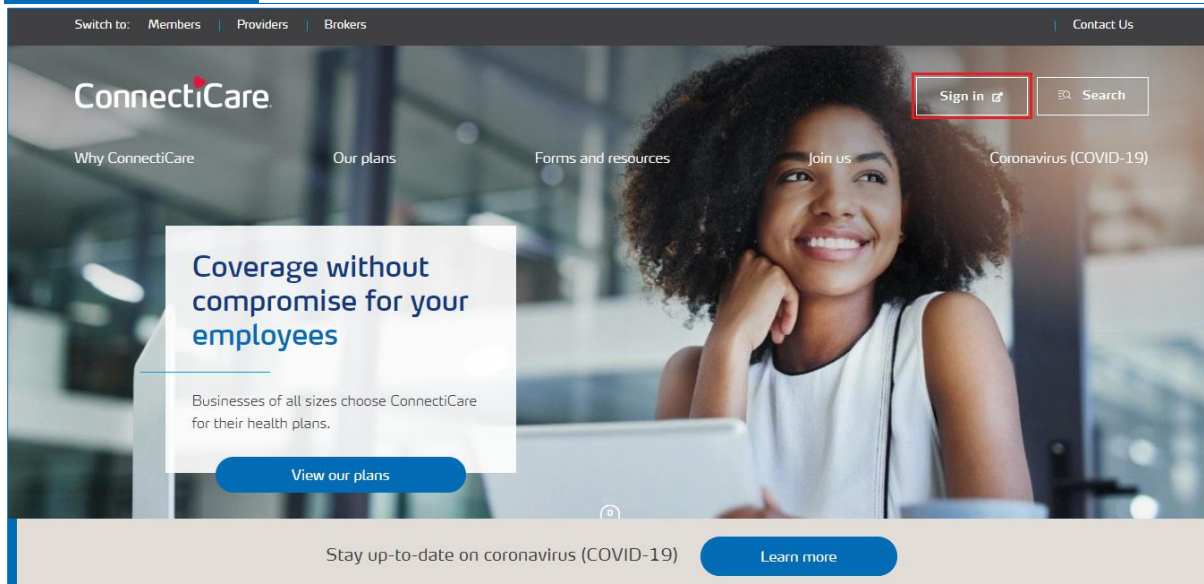 Switch to: Members | Providers | Brokers | Contact Us
ConnectiCare.
Sign in Search
Why ConnectiCare Our plans Forms and resources Join us Coronavirus (COVID-19)
Coverage without
compromise for your
employees
Businesses of all sizes choose ConnectiCare
for their health plans.
View our plans
Stay up-to-date on coronavirus (COVID-19) Learn more